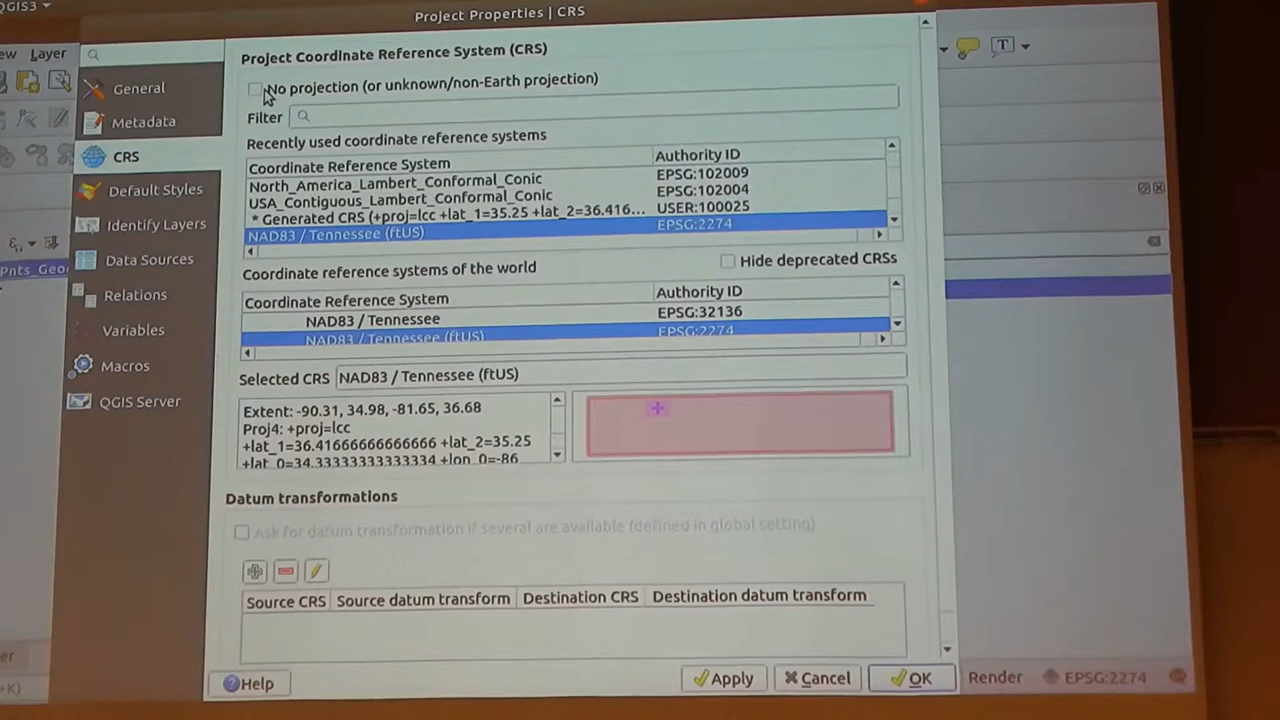 QGIS3
Project Properties | CRS
ew Layer
General
Metadata
CRS
Default Styles
Identify Layers
Data Sources
Relations
Variables
Macros
QGIS Server
Pnts_Geo
Project Coordinate Reference System (CRS)
No projection (or unknown/non-Earth projection)
Filter
Recently used coordinate reference systems
Coordinate Reference System Authority ID
North_America_Lambert_Conformal_Conic EPSG:102009
USA_Contiguous_Lambert_Conformal_Conic EPSG:102004
* Generated CRS (+proj=lcc +lat_1=35.25 +lat_2=36.416... USER:100025
NAD83 / Tennessee (ftUS) EPSG:2274
Coordinate reference systems of the world Hide deprecated CRSs
Coordinate Reference System Authority ID
NAD83 / Tennessee EPSG:32136
NAD83 / Tennessee (ftUS) EPSG:2274
Selected CRS NAD83 / Tennessee (ftUS)
Extent: -90.31, 34.98, -81.65, 36.68
Proj4: +proj=lcc
+lat_1=36.41666666666666 +lat_2=35.25
+lat_0=34.33333333333334 +lon_0=-86
Datum transformations
Ask for datum transformation if several are available (defined in global setting)
Source CRS Source datum transform Destination CRS Destination datum transform
Help Apply Cancel OK
er
+K)
Render EPSG:2274
T